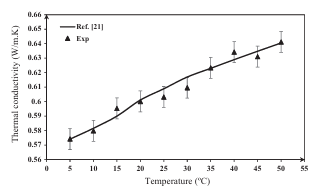 0.66
Ref. [21]
Exp
0.65
0.64
0.63
0.62
0.61
0.6
0.59
0.58
0.57
0.56
Thermal conductivity (W/m.K)
0 5 10 15 20 25 30 35 40 45 50 55
Temperature (°C)